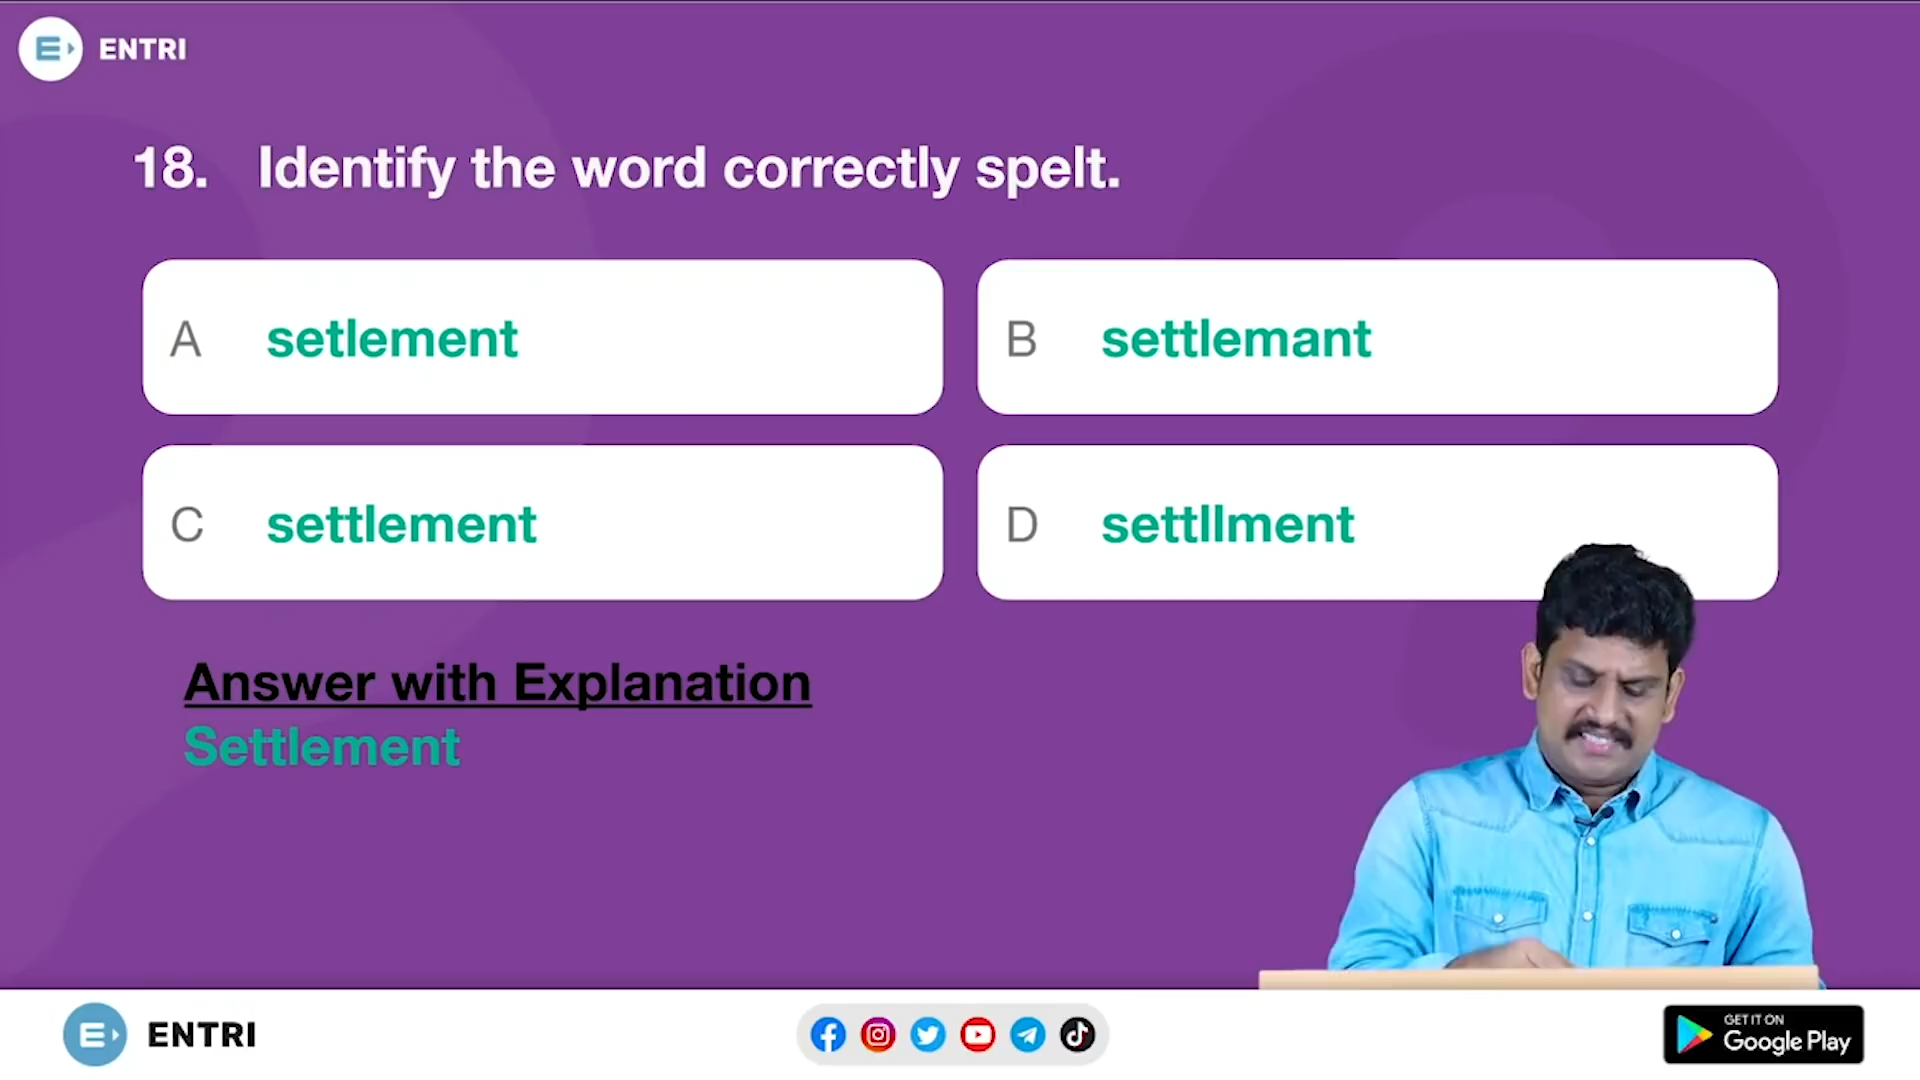 ENTRI
18. Identify the word correctly spelt.
A setlement
B settlemant
C settlement
D settllment
Answer with Explanation
Settlement
ENTRI
GET IT ON
Google Play